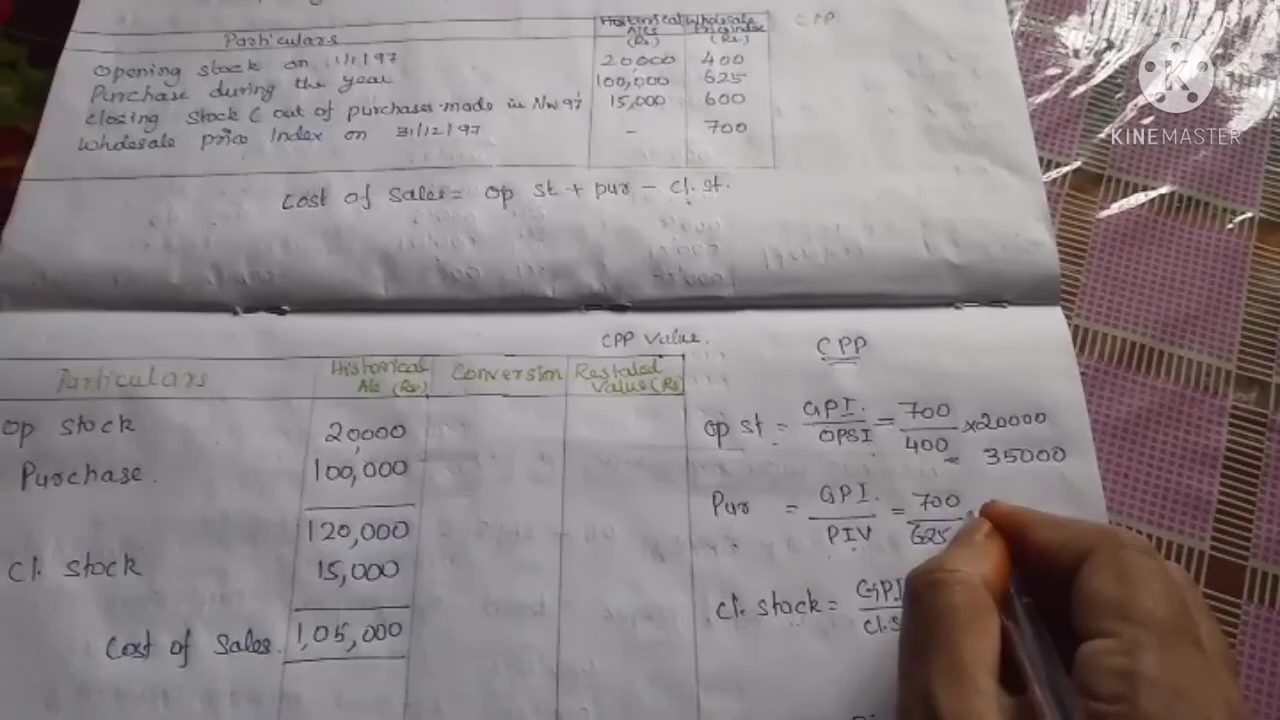 Particulars Historical A/cs (Rs.) Wholesale Price index (Rs.) CPP
Opening stock on 1/1/97 20,000 400
Purchase during the year 100,000 625
Closing stock ( out of purchases made in Nov 97 15,000 600
Wholesale price Index on 31/12/97 - 700
Cost of Sales = Op st + pur - cl. st.
KINEMASTER
CPP Value.
Particulars Historical A/c (Rs.) Conversion Restated Value (Rs)
Op stock 20,000
Purchase. 100,000
120,000
Cl. stock 15,000
Cost of Sales. 1,05,000
CPP
Op st = GPI. / OPSI = 700 / 400 × 20000
= 35000
Pur = GPI. / PIV = 700 / 625
Cl. stock = GPI / Cl.S